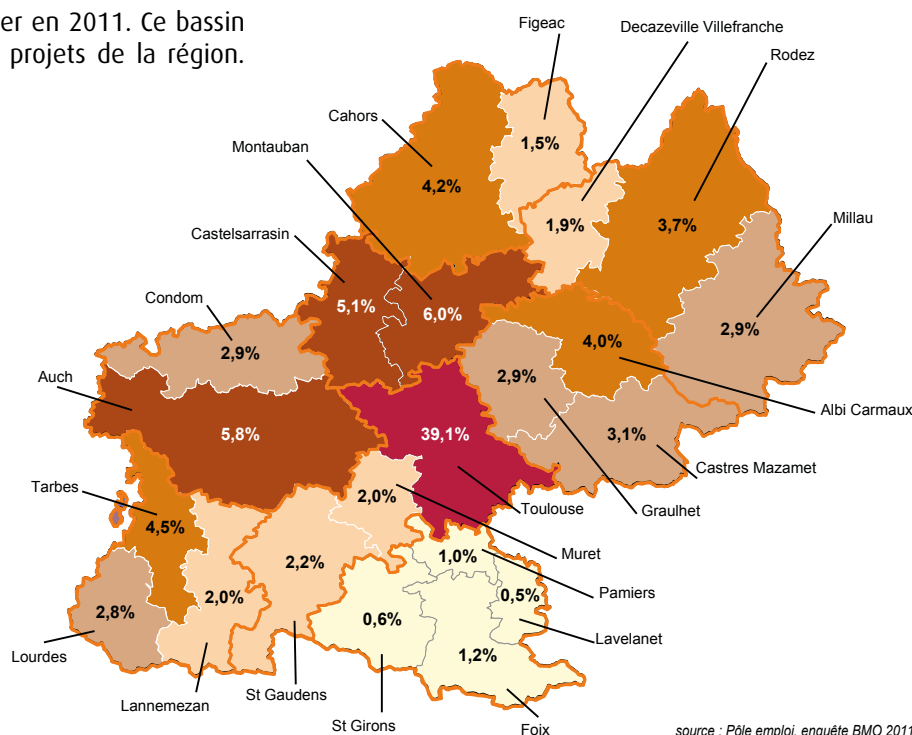 er en 2011. Ce bassin
projets de la région.
Figeac
Decazeville Villefranche
Rodez
Cahors
Montauban
1,5%
4,2%
Castelsarrasin
1,9%
3,7%
Millau
Condom
5,1%
6,0%
2,9%
4,0%
2,9%
2,9%
Auch
Albi Carmaux
5,8%
39,1%
3,1%
Castres Mazamet
Tarbes
2,0%
Toulouse
Graulhet
4,5%
Muret
2,2%
1,0%
Pamiers
2,8%
2,0%
0,5%
0,6%
Lavelanet
Lourdes
1,2%
Lannemezan
St Gaudens
St Girons
Foix
source : Pôle emploi, enquête BMO 2011